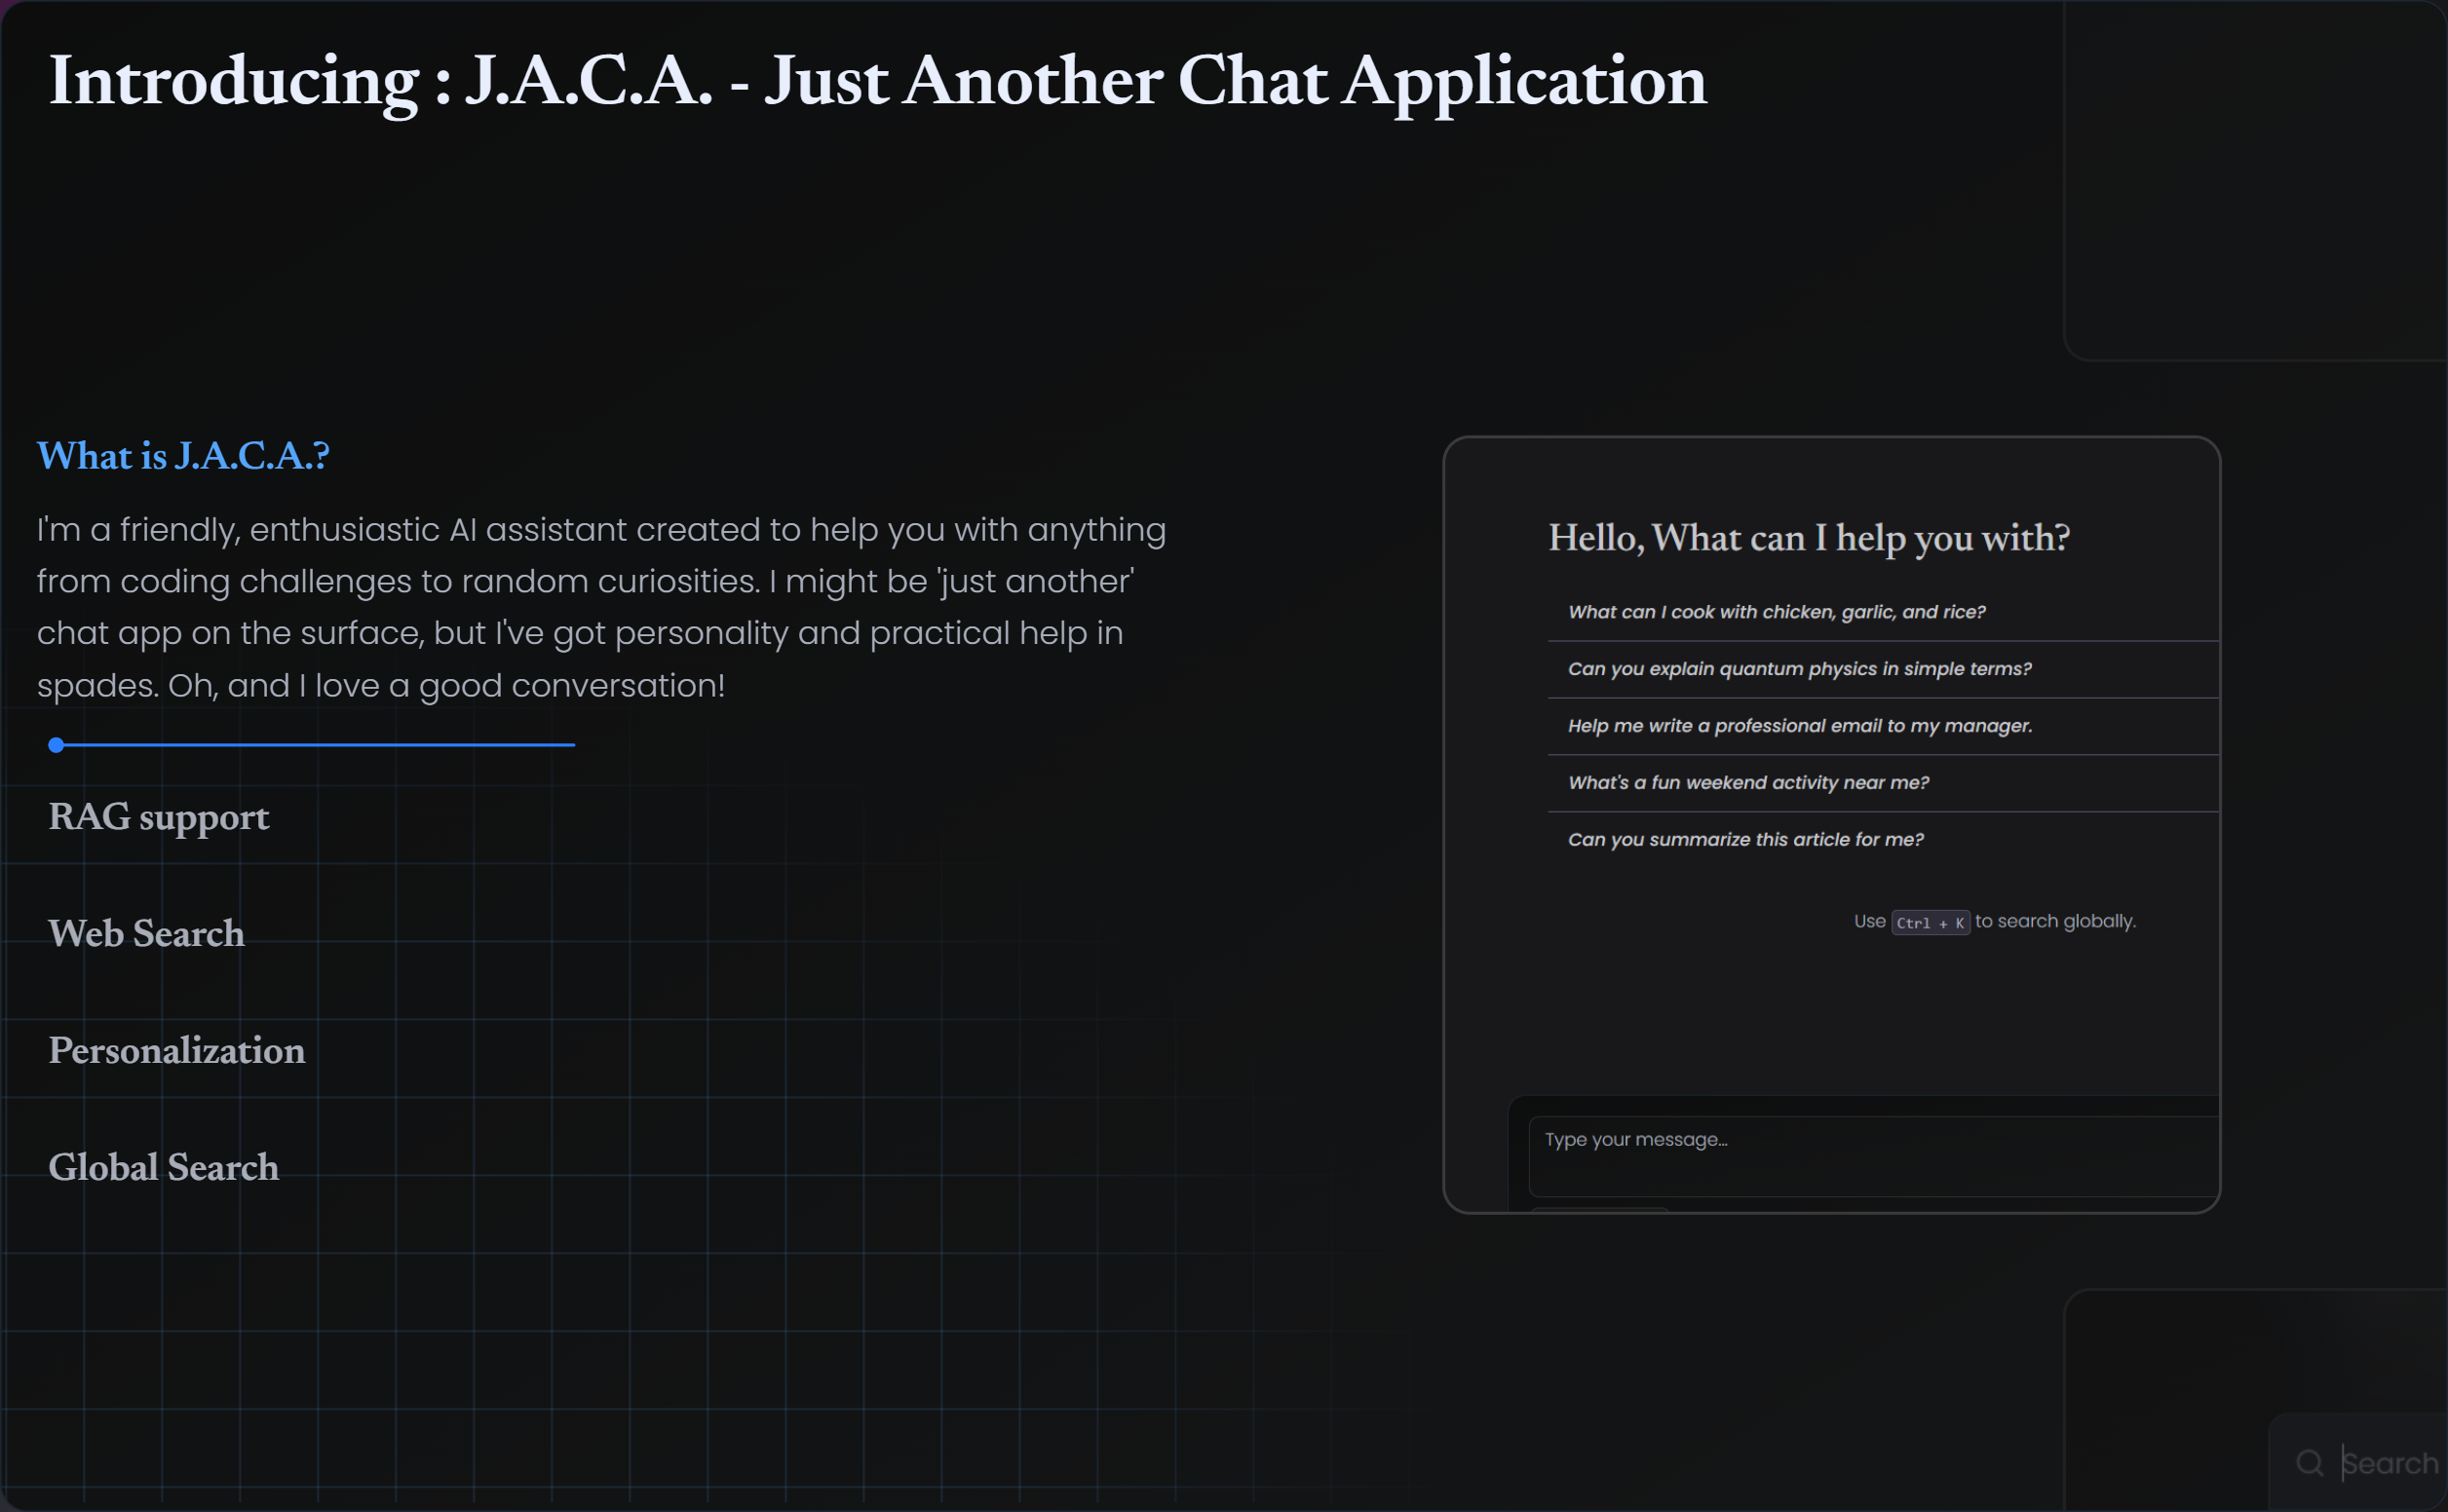 Introducing : J.A.C.A. - Just Another Chat Application
What is J.A.C.A.?
I'm a friendly, enthusiastic AI assistant created to help you with anything
from coding challenges to random curiosities. I might be 'just another'
chat app on the surface, but I've got personality and practical help in
spades. Oh, and I love a good conversation!
RAG support
Web Search
Personalization
Global Search
Hello, What can I help you with?
What can I cook with chicken, garlic, and rice?
Can you explain quantum physics in simple terms?
Help me write a professional email to my manager.
What's a fun weekend activity near me?
Can you summarize this article for me?
Use Ctrl + K to search globally.
Type your message...
Search